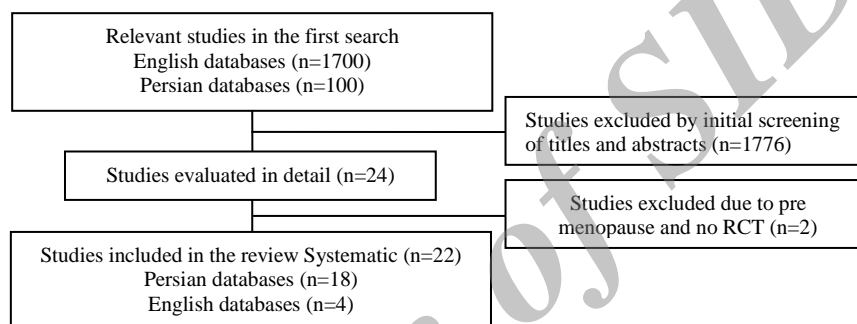 Relevant studies in the first search
English databases (n=1700)
Persian databases (n=100)
Studies excluded by initial screening
of titles and abstracts (n=1776)
Studies evaluated in detail (n=24)
Studies excluded due to pre
menopause and no RCT (n=2)
Studies included in the review Systematic (n=22)
Persian databases (n=18)
English databases (n=4)
of SI